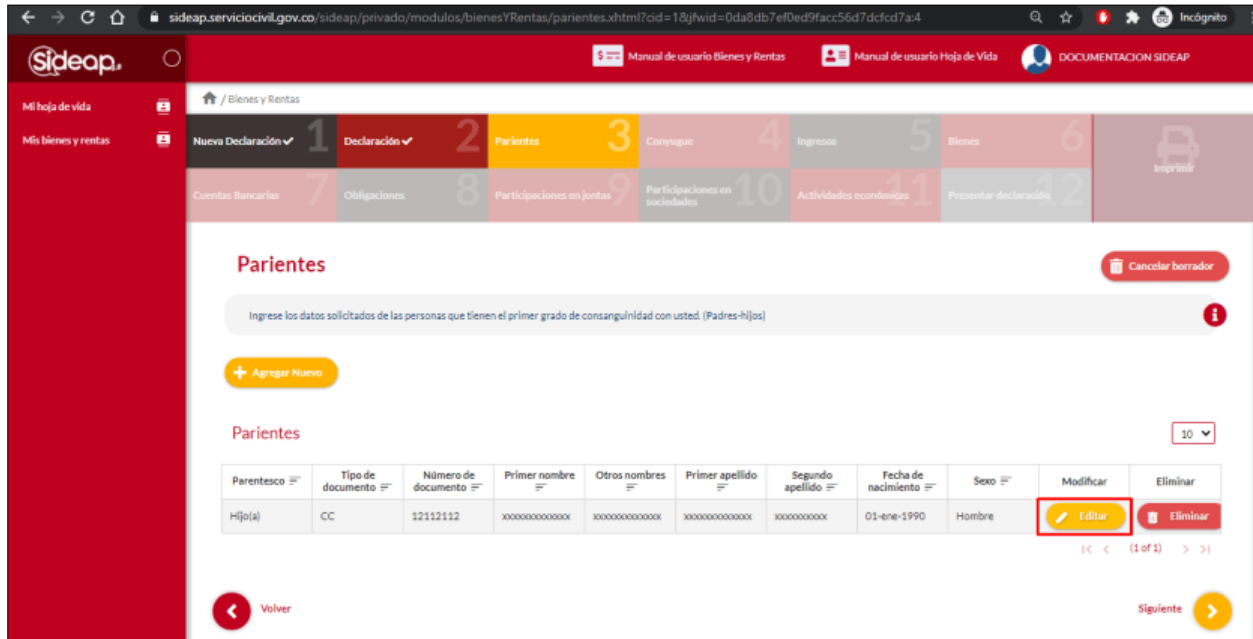 sideap.serviciocivil.gov.co/sideap/privado/modulos/bienesYRentas/parientes.xhtml?cid=1&jfwid=0da8db7ef0ed9facc56d7dcfcd7a:4
Incógnito
Sideap.
Manual de usuario Bienes y Rentas
Manual de usuario Hoja de Vida
DOCUMENTACION SIDEAP
Mi hoja de vida
Mis bienes y rentas
/ Bienes y Rentas
Nueva Declaración ✔ 1
Declaración ✔ 2
Parientes 3
Conyugue 4
Ingresos 5
Bienes 6
Imprimir
Cuentas Bancarias 7
Obligaciones 8
Participaciones en juntas 9
Participaciones en sociedades 10
Actividades económicas 11
Presentar declaración 12
Parientes
Cancelar borrador
Ingrese los datos solicitados de las personas que tienen el primer grado de consanguinidad con usted. (Padres-hijos)
Agregar Nuevo
Parientes
10
Parentesco Tipo de documento Número de documento Primer nombre Otros nombres Primer apellido Segundo apellido Fecha de nacimiento Sexo Modificar Eliminar
Hijo(a) CC 12112112 xxxxxxxxxxxxx xxxxxxxxxxxxx xxxxxxxxxxxxx xxxxxxxxxx 01-ene-1990 Hombre Editar Eliminar
(1 of 1)
Volver
Siguiente